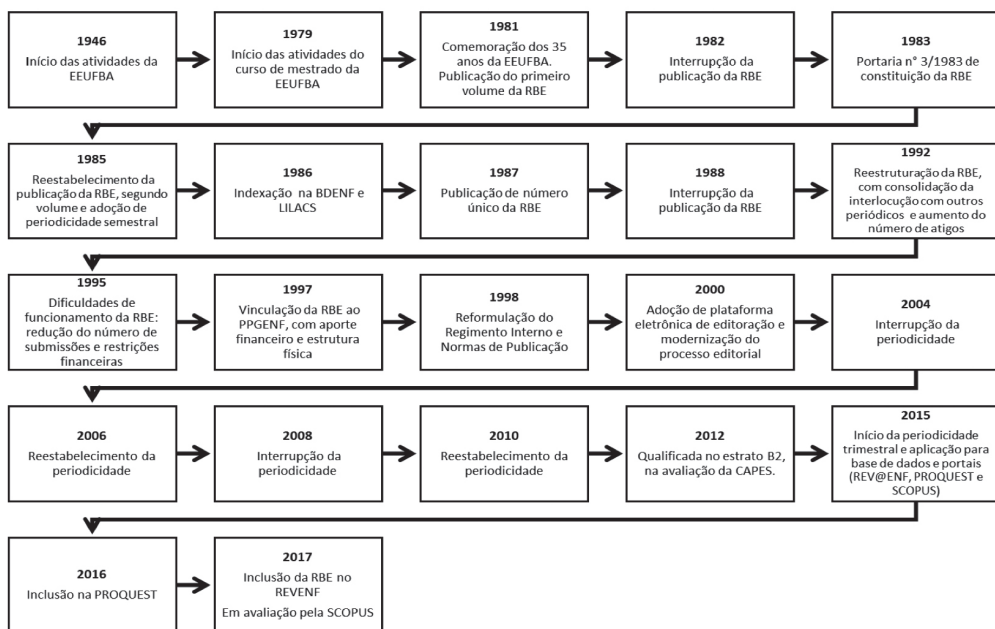 1946
Início das atividades da
EEUFBA
1979
Início das atividades do
curso de mestrado da
EEUFBA
1981
Comemoração dos 35
anos da EEUFBA.
Publicação do primeiro
volume da RBE
1982
Interrupção da
publicação da RBE
1983
Portaria n° 3/1983 de
constituição da RBE
1985
Reestabelecimento da
publicação da RBE, segundo
volume e adoção de
periodicidade semestral
1986
Indexação na BDENF e
LILACS
1987
Publicação de número
único da RBE
1988
Interrupção da
publicação da RBE
1992
Reestruturação da RBE,
com consolidação da
interlocução com outros
periódicos e aumento do
número de atigos
1995
Dificuldades de
funcionamento da RBE:
redução do número de
submissões e restrições
financeiras
1997
Vinculação da RBE ao
PPGENF, com aporte
financeiro e estrutura
física
1998
Reformulação do
Regimento Interno e
Normas de Publicação
2000
Adoção de plataforma
eletrônica de editoração e
modernização do
processo editorial
2004
Interrupção da
periodicidade
2006
Reestabelecimento da
periodicidade
2008
Interrupção da
periodicidade
2010
Reestabelecimento da
periodicidade
2012
Qualificada no estrato B2,
na avaliação da CAPES.
2015
Início da periodicidade
trimestral e aplicação para
base de dados e portais
(REV@ENF, PROQUEST e
SCOPUS)
2016
Inclusão na PROQUEST
2017
Inclusão da RBE no
REVENF
Em avaliação pela SCOPUS